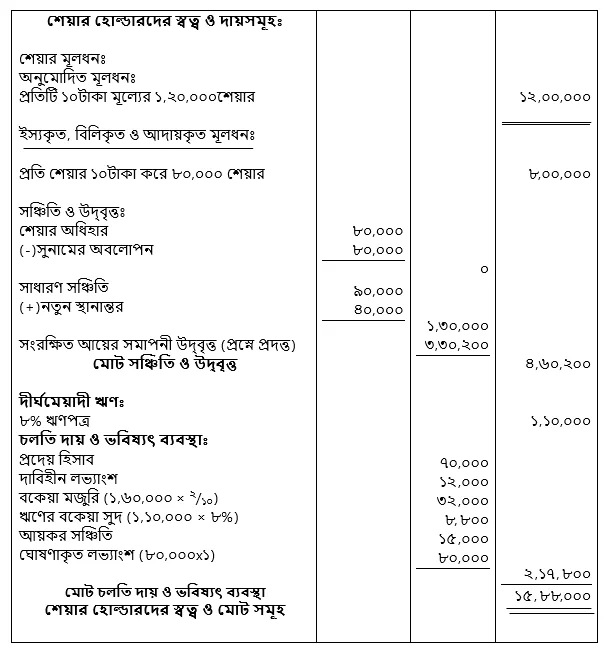 শেয়ার হোল্ডারদের স্বত্ব ও দায়সমূহঃ
শেয়ার মূলধনঃ
অনুমোদিত মূলধনঃ
প্রতিটি ১০টাকা মূল্যের ১,২০,০০০শেয়ার ১২,০০,০০০
ইস্যকৃত, বিলিকৃত ও আদায়কৃত মূলধনঃ
প্রতি শেয়ার ১০টাকা করে ৮০,০০০ শেয়ার ৮,০০,০০০
সঞ্চিতি ও উদ্বৃত্তঃ
শেয়ার অধিহার ৮০,০০০
(-)সুনামের অবলোপন ৮০,০০০
০
সাধারণ সঞ্চিতি ৯০,০০০
(+)নতুন স্থানান্তর ৪০,০০০
১,৩০,০০০
সংরক্ষিত আয়ের সমাপনী উদ্বৃত্ত (প্রশ্নে প্রদত্ত) ৩,৩০,২০০
মোট সঞ্চিতি ও উদ্বৃত্ত ৪,৬০,২০০
দীর্ঘমেয়াদী ঋণঃ
৮% ঋণপত্র ১,১০,০০০
চলতি দায় ও ভবিষ্যৎ ব্যবস্থাঃ
প্রদেয় হিসাব ৭০,০০০
দাবিহীন লভ্যাংশ ১২,০০০
বকেয়া মজুরি (১,৬০,০০০ × ২/১০) ৩২,০০০
ঋণের বকেয়া সুদ (১,১০,০০০ × ৮%) ৮,৮০০
আয়কর সঞ্চিতি ১৫,০০০
ঘোষণাকৃত লভ্যাংশ (৮০,০০০x১) ৮০,০০০
২,১৭,৮০০
মোট চলতি দায় ও ভবিষ্যৎ ব্যবস্থা ১৫,৮৮,০০০
শেয়ার হোল্ডারদের স্বত্ব ও মোট সমূহ